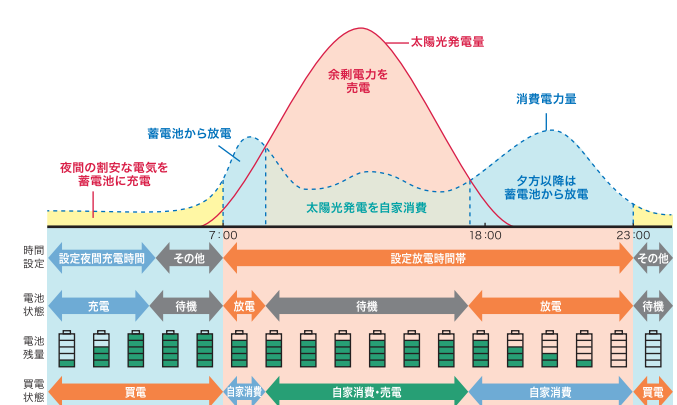 太陽光発電量
余剰電力を
売電
消費電力量
蓄電池から放電
夜間の割安な電気を
蓄電池に充電
夕方以降は
蓄電池から放電
太陽光発電を自家消費
7:00
18:00
23:00
時間
設定
設定夜間充電時間
その他
設定放電時間帯
その他
電池
状態
充電
待機
放電
待機
放電
待機
電池
残量
買電
状態
買電
自家消費
自家消費・売電
自家消費
買電